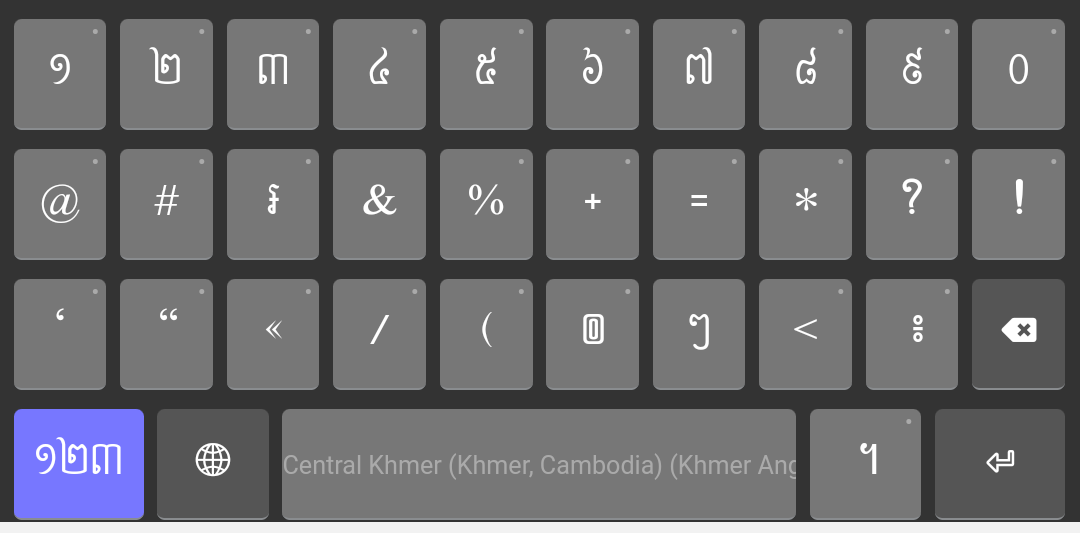 ១ ២ ៣ ៤ ៥ ៦ ៧ ៨ ៩ ០
@ # ៛ & % + = * ? !
‘ “ « / ( ៗ < ៖
១២៣ Central Khmer (Khmer, Cambodia) (Khmer Ang ។